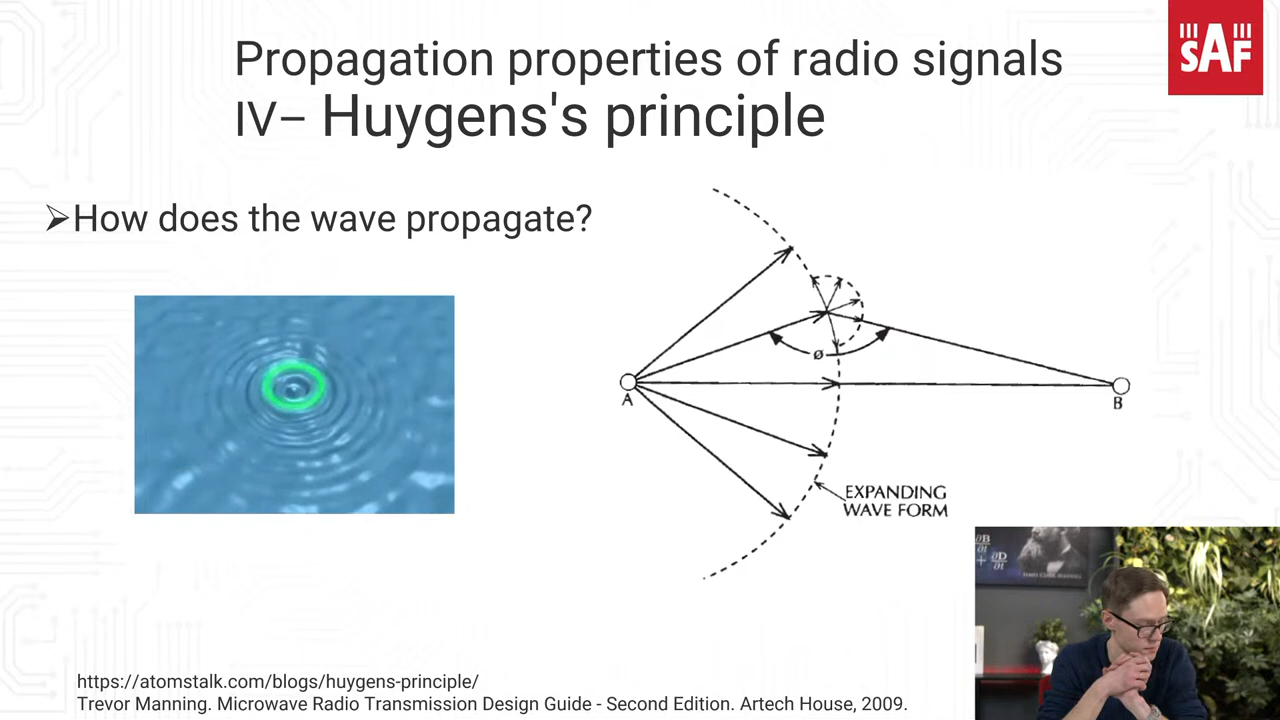 Propagation properties of radio signals
IV– Huygens's principle
SAF
➢How does the wave propagate?
ø
A
B
EXPANDING
WAVE FORM
∂B
∂t
+ ∂D
∂t
https://atomstalk.com/blogs/huygens-principle/
Trevor Manning. Microwave Radio Transmission Design Guide - Second Edition. Artech House, 2009.